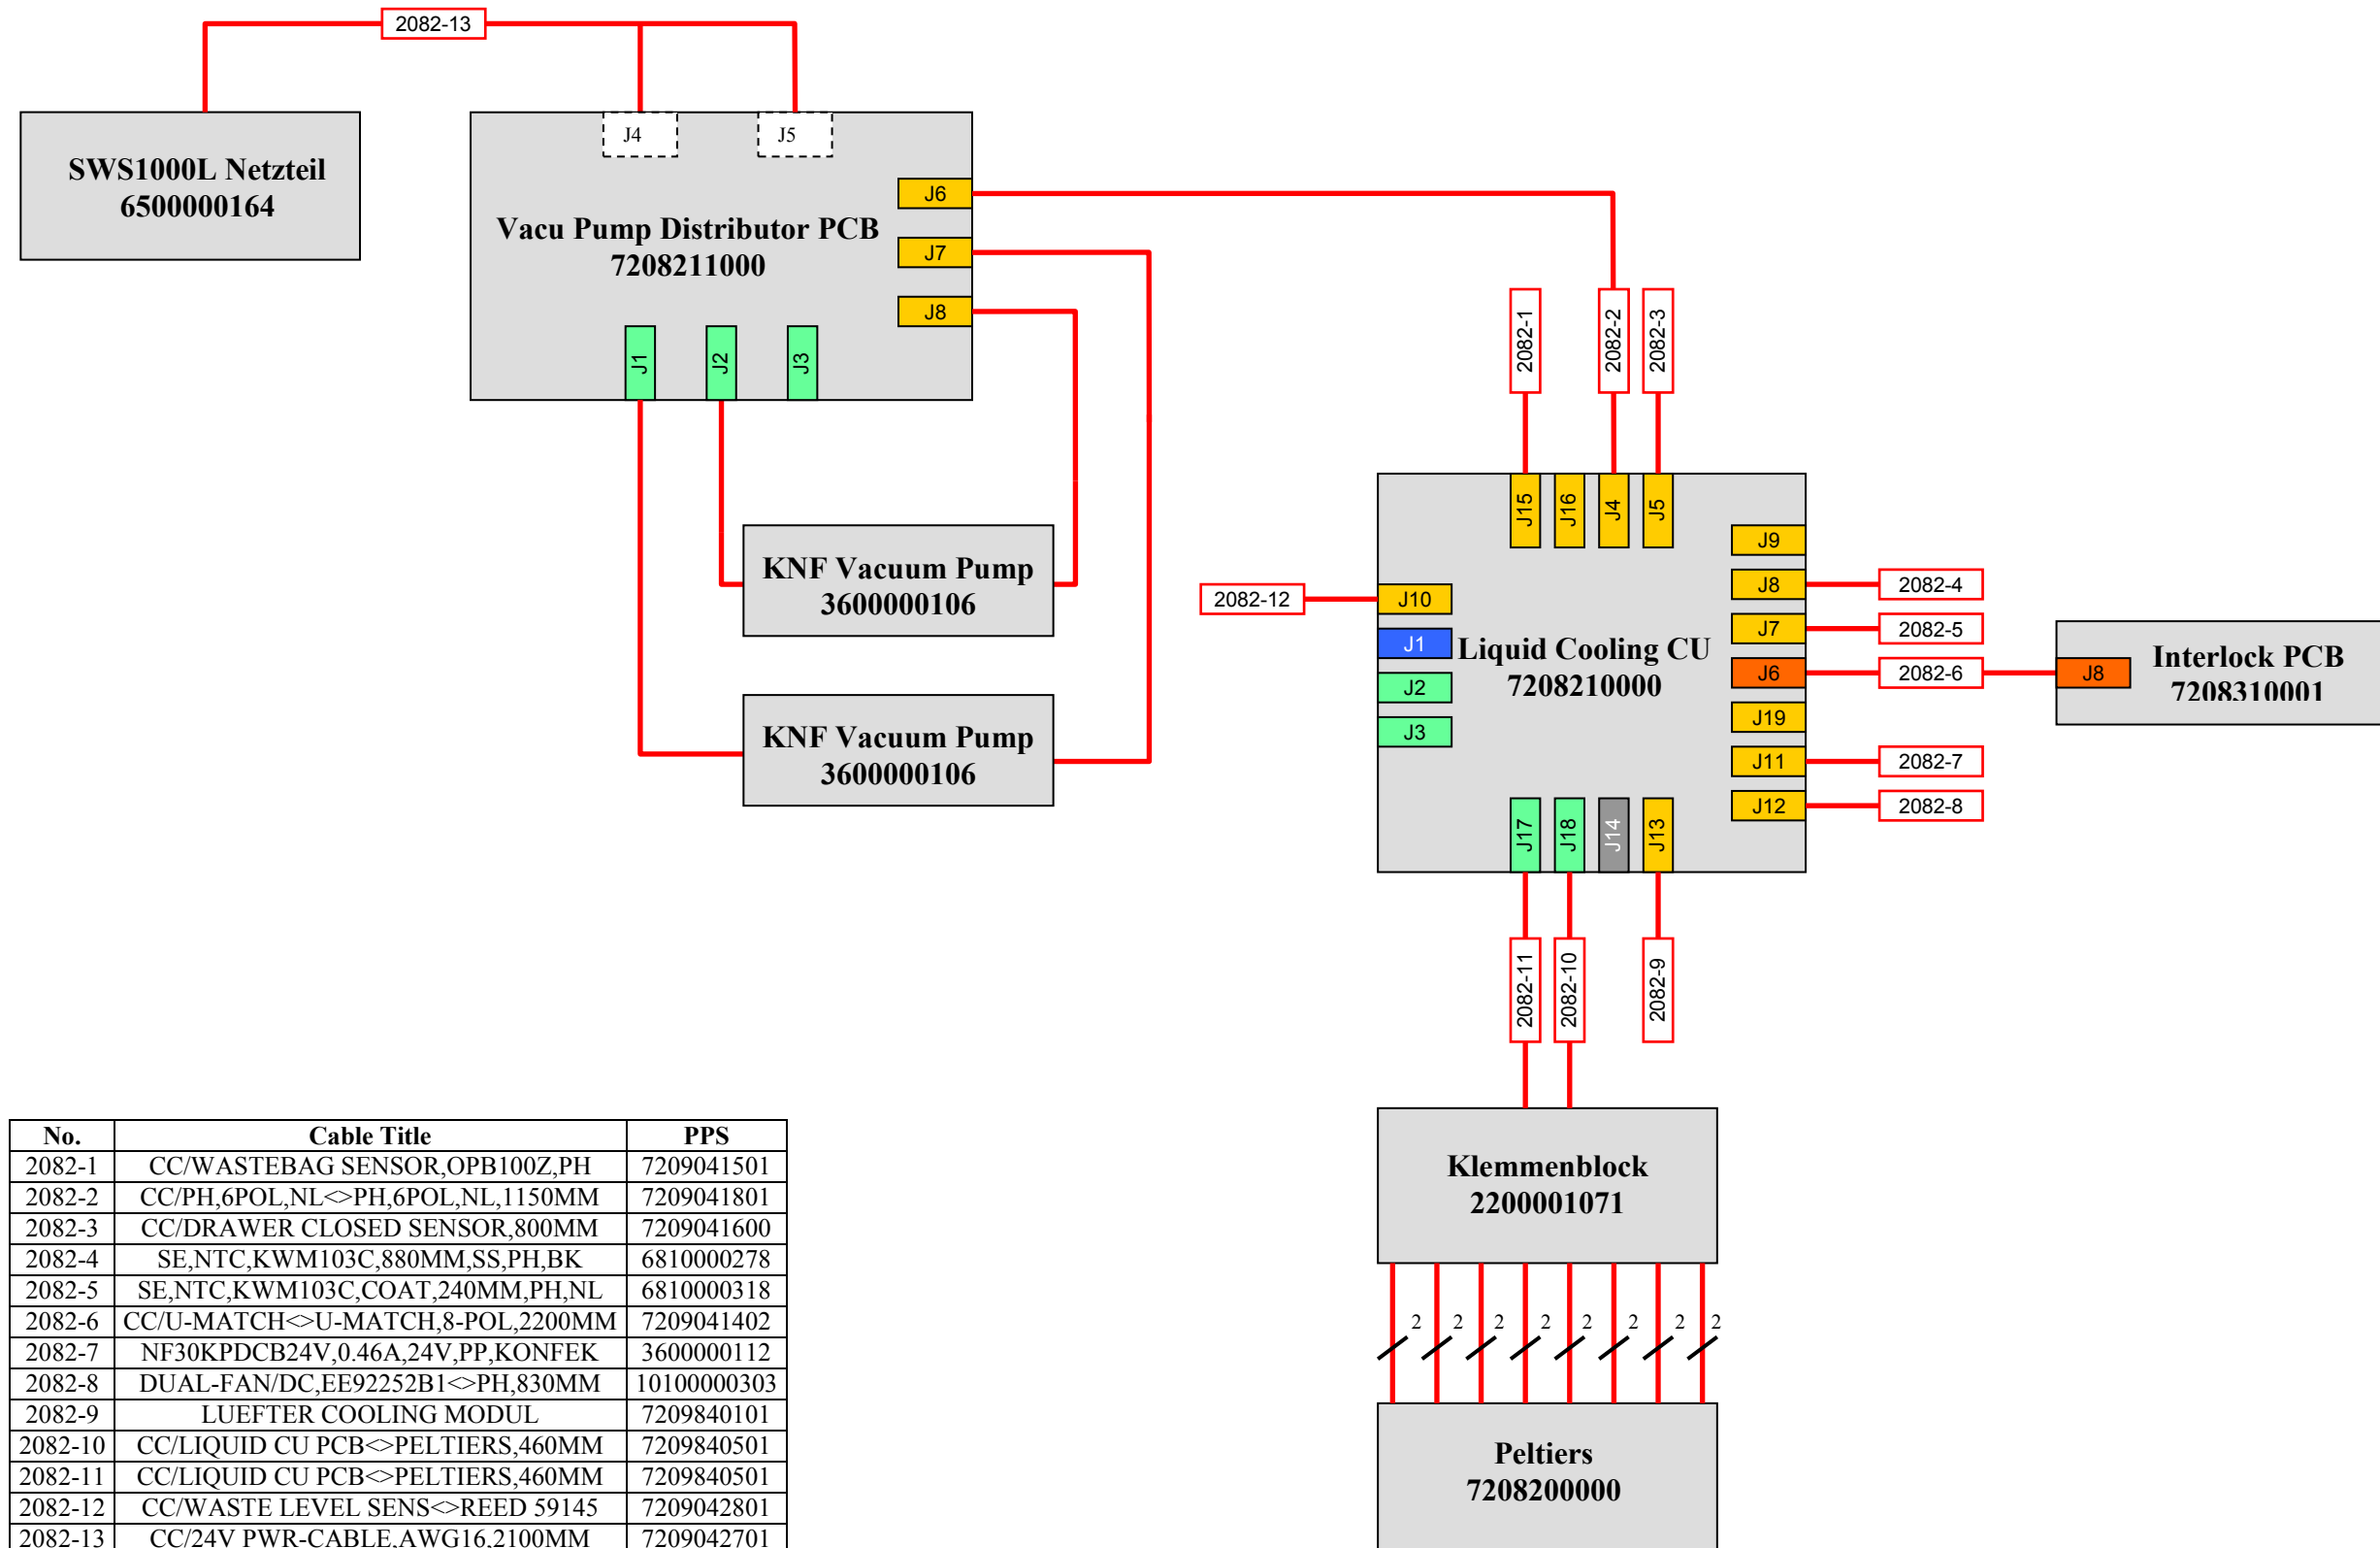 2082-13
SWS1000L Netzteil
6500000164
J4
J5
Vacu Pump Distributor PCB
7208211000
J6
J7
J8
J1
J2
J3
KNF Vacuum Pump
3600000106
KNF Vacuum Pump
3600000106
2082-1
2082-2
2082-3
J15
J16
J4
J5
2082-12
J10
J1
J2
J3
Liquid Cooling CU
7208210000
J9
J8
J7
J6
J19
J11
J12
2082-4
2082-5
2082-6
2082-7
2082-8
J8
Interlock PCB
7208310001
J17
J18
J14
J13
2082-11
2082-10
2082-9
Klemmenblock
2200001071
2 2 2 2 2 2 2 2
Peltiers
7208200000
No. Cable Title PPS
2082-1 CC/WASTEBAG SENSOR,OPB100Z,PH 7209041501
2082-2 CC/PH,6POL,NL<>PH,6POL,NL,1150MM 7209041801
2082-3 CC/DRAWER CLOSED SENSOR,800MM 7209041600
2082-4 SE,NTC,KWM103C,880MM,SS,PH,BK 6810000278
2082-5 SE,NTC,KWM103C,COAT,240MM,PH,NL 6810000318
2082-6 CC/U-MATCH<>U-MATCH,8-POL,2200MM 7209041402
2082-7 NF30KPDCB24V,0.46A,24V,PP,KONFEK 3600000112
2082-8 DUAL-FAN/DC,EE92252B1<>PH,830MM 10100000303
2082-9 LUEFTER COOLING MODUL 7209840101
2082-10 CC/LIQUID CU PCB<>PELTIERS,460MM 7209840501
2082-11 CC/LIQUID CU PCB<>PELTIERS,460MM 7209840501
2082-12 CC/WASTE LEVEL SENS<>REED 59145 7209042801
2082-13 CC/24V PWR-CABLE,AWG16,2100MM 7209042701